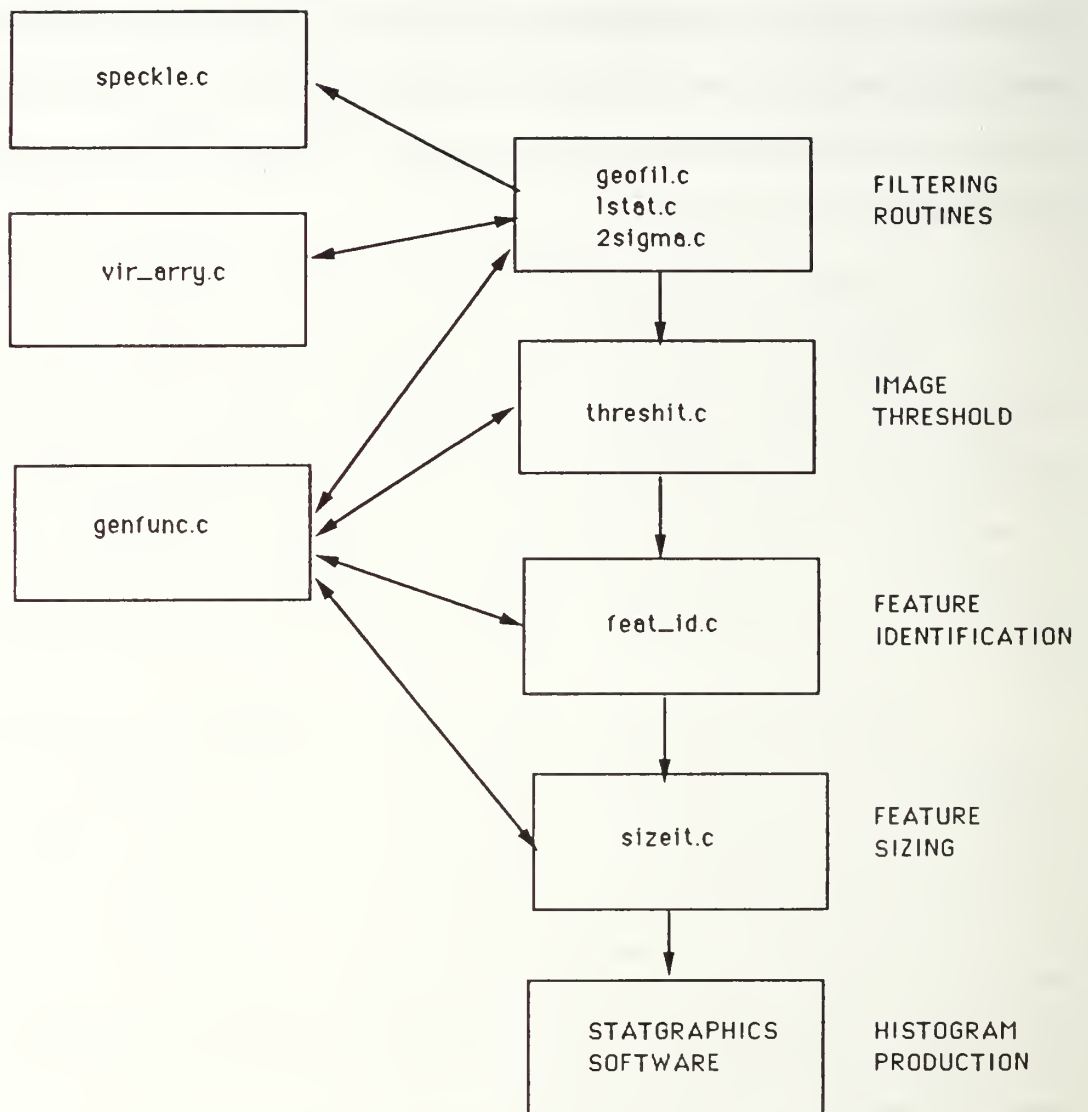 speckle.c
geofil.c
lstat.c
2sigma.c
FILTERING
ROUTINES
vir_arry.c
threshit.c
IMAGE
THRESHOLD
genfunc.c
feat_id.c
FEATURE
IDENTIFICATION
sizeit.c
FEATURE
SIZING
STATGRAPHICS
SOFTWARE
HISTOGRAM
PRODUCTION